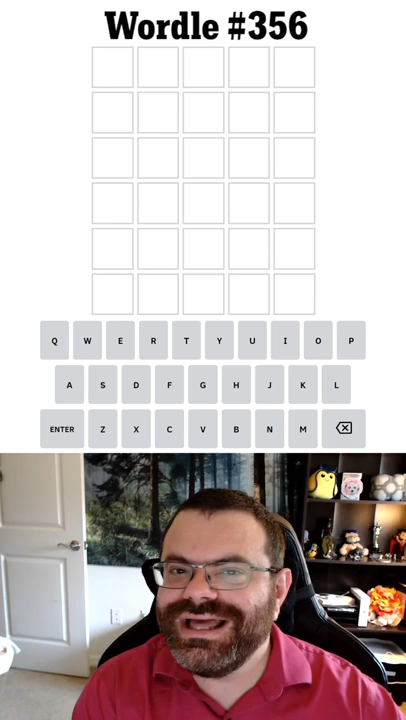 Wordle #356
Q W E R T Y U I O P
A S D F G H J K L
ENTER Z X C V B N M